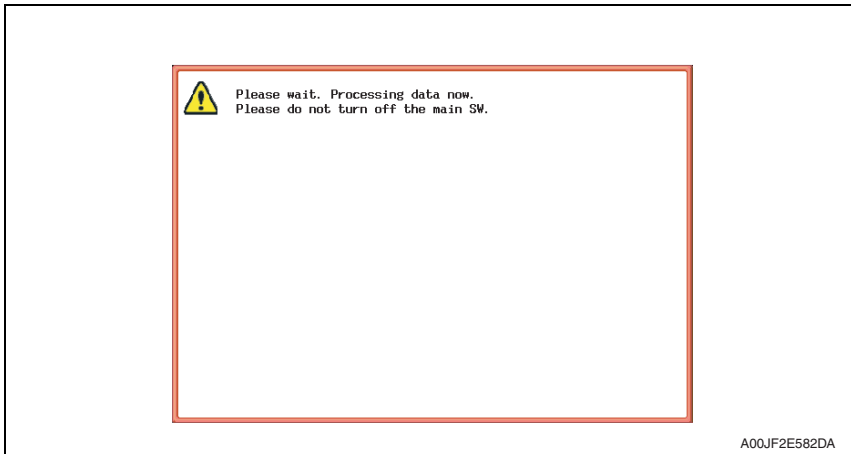 Please wait. Processing data now.
Please do not turn off the main SW.
A00JF2E582DA